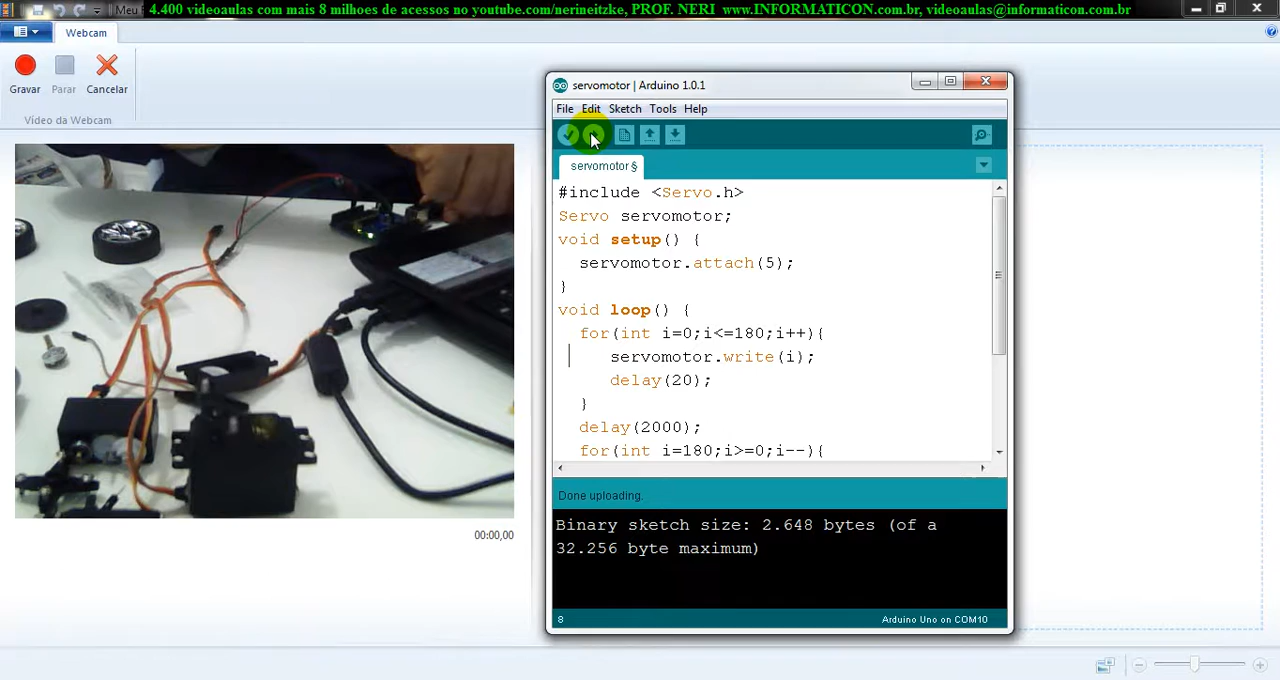 Meu
4.400 videoaulas com mais 8 milhoes de acessos no youtube.com/nerineitzke, PROF. NERI www.INFORMATICON.com.br, videoaulas@informaticon.com.br
Webcam
Gravar
Parar
Cancelar
Vídeo da Webcam
00:00,00
servomotor | Arduino 1.0.1
File Edit Sketch Tools Help
servomotor §
#include <Servo.h>
Servo servomotor;
void setup() {
servomotor.attach(5);
}
void loop() {
for(int i=0;i<=180;i++){
servomotor.write(i);
delay(20);
}
delay(2000);
for(int i=180;i>=0;i--){
Done uploading.
Binary sketch size: 2.648 bytes (of a
32.256 byte maximum)
8
Arduino Uno on COM10